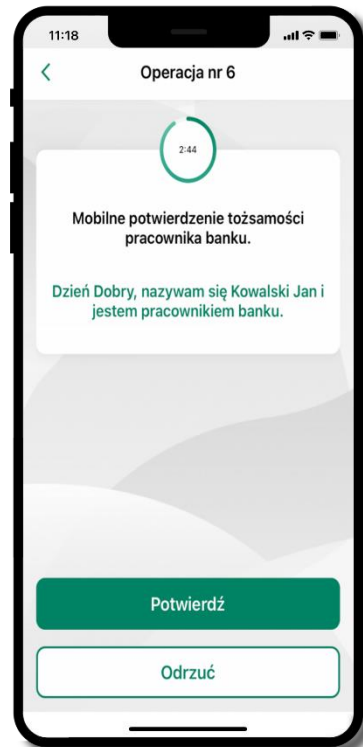 11:18
Operacja nr 6
2:44
Mobilne potwierdzenie tożsamości
pracownika banku.
Dzień Dobry, nazywam się Kowalski Jan i
jestem pracownikiem banku.
Potwierdź
Odrzuć